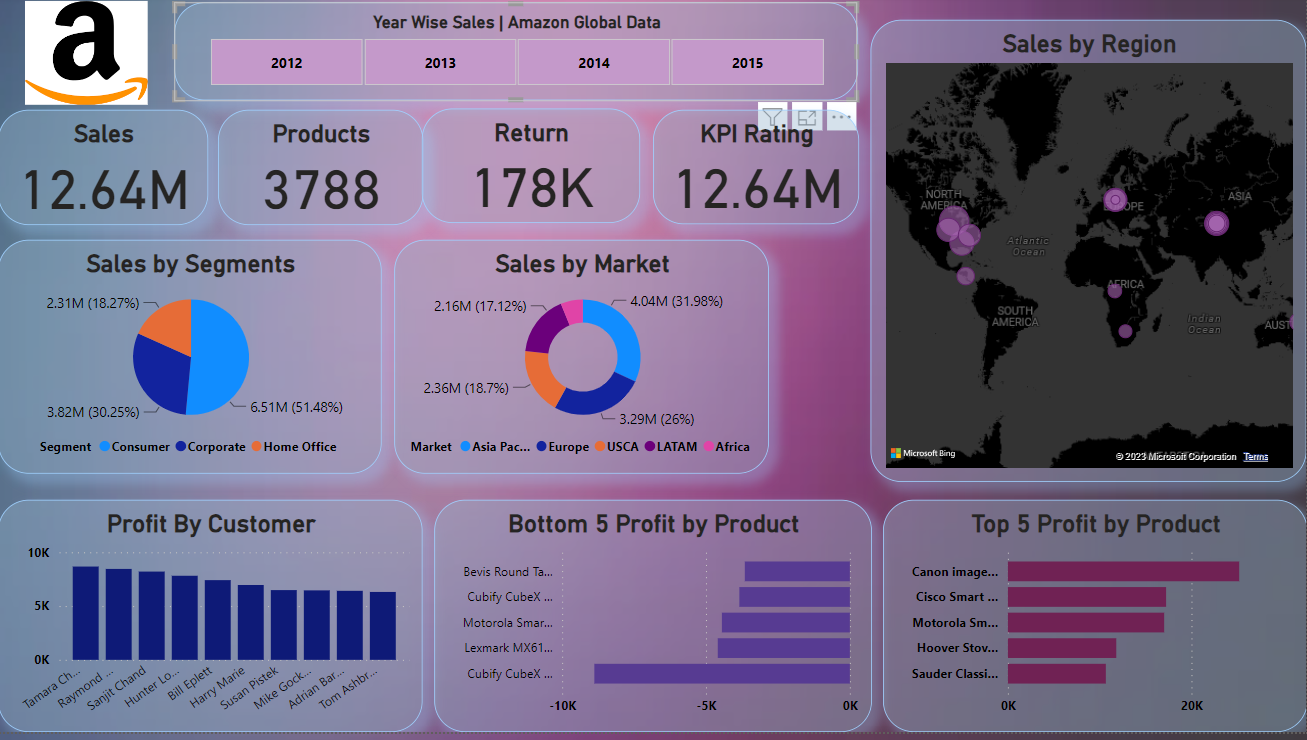 a
Year Wise Sales | Amazon Global Data
2012
2013
2014
2015
Sales
12.64M
Products
3788
Return
178K
KPI Rating
12.64M
Sales by Region
NORTH
AMERICA
ASIA
Atlantic
Ocean
AFRICA
SOUTH
AMERICA
Indian
Ocean
AUST
Microsoft Bing
© 2023 Microsoft Corporation Terms
Sales by Segments
2.31M (18.27%)
3.82M (30.25%)
6.51M (51.48%)
Segment Consumer Corporate Home Office
Sales by Market
2.16M (17.12%)
4.04M (31.98%)
2.36M (18.7%)
3.29M (26%)
Market Asia Pac... Europe USCA LATAM Africa
Profit By Customer
10K
5K
0K
Tamara Ch...
Raymond ...
Sanjit Chand
Hunter Lo...
Bill Eplett
Harry Marie
Susan Pistek
Mike Gock...
Adrian Bar...
Tom Ashbr...
Bottom 5 Profit by Product
Bevis Round Ta...
Cubify CubeX ...
Motorola Smar...
Lexmark MX61...
Cubify CubeX ...
-10K
-5K
0K
Top 5 Profit by Product
Canon image...
Cisco Smart ...
Motorola Sm...
Hoover Stov...
Sauder Classi...
0K
20K